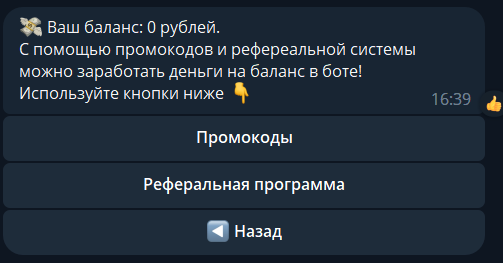 💸 Ваш баланс: 0 рублей.
С помощью промокодов и рефереальной системы
можно заработать деньги на баланс в боте!
Используйте кнопки ниже 👇
16:39
Промокоды
Реферальная программа
◀️ Назад